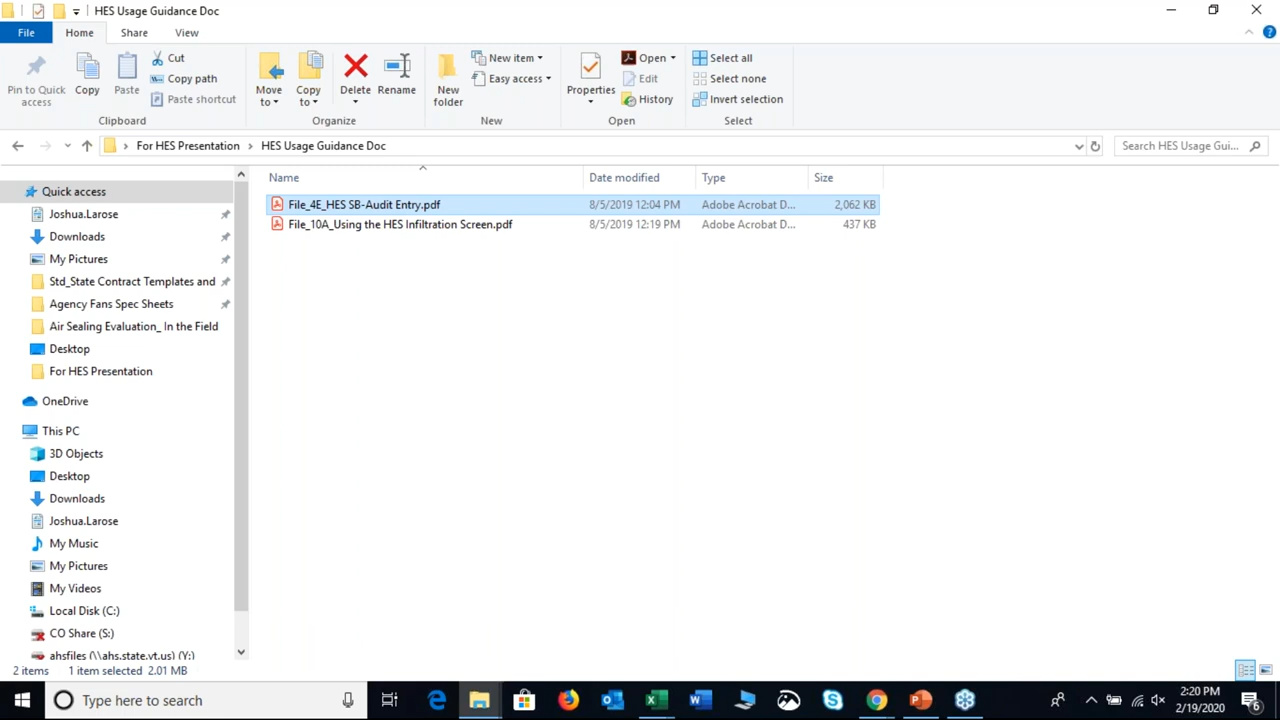 HES Usage Guidance Doc
File Home Share View
Pin to Quick access
Copy
Paste
Cut
Copy path
Paste shortcut
Clipboard
Move to
Copy to
Delete
Rename
Organize
New folder
New item
Easy access
New
Properties
Open
Edit
History
Open
Select all
Select none
Invert selection
Select
For HES Presentation > HES Usage Guidance Doc
Search HES Usage Gui...
Quick access
Joshua.Larose
Downloads
My Pictures
Std_State Contract Templates and
Agency Fans Spec Sheets
Air Sealing Evaluation_ In the Field
Desktop
For HES Presentation
OneDrive
This PC
3D Objects
Desktop
Downloads
Joshua.Larose
My Music
My Pictures
My Videos
Local Disk (C:)
CO Share (S:)
ahsfiles (\\ahs.state.vt.us) (Y:)
Name Date modified Type Size
File_4E_HES SB-Audit Entry.pdf 8/5/2019 12:04 PM Adobe Acrobat D... 2,062 KB
File_10A_Using the HES Infiltration Screen.pdf 8/5/2019 12:19 PM Adobe Acrobat D... 437 KB
2 items 1 item selected 2.01 MB
Type here to search
2:20 PM
2/19/2020
6